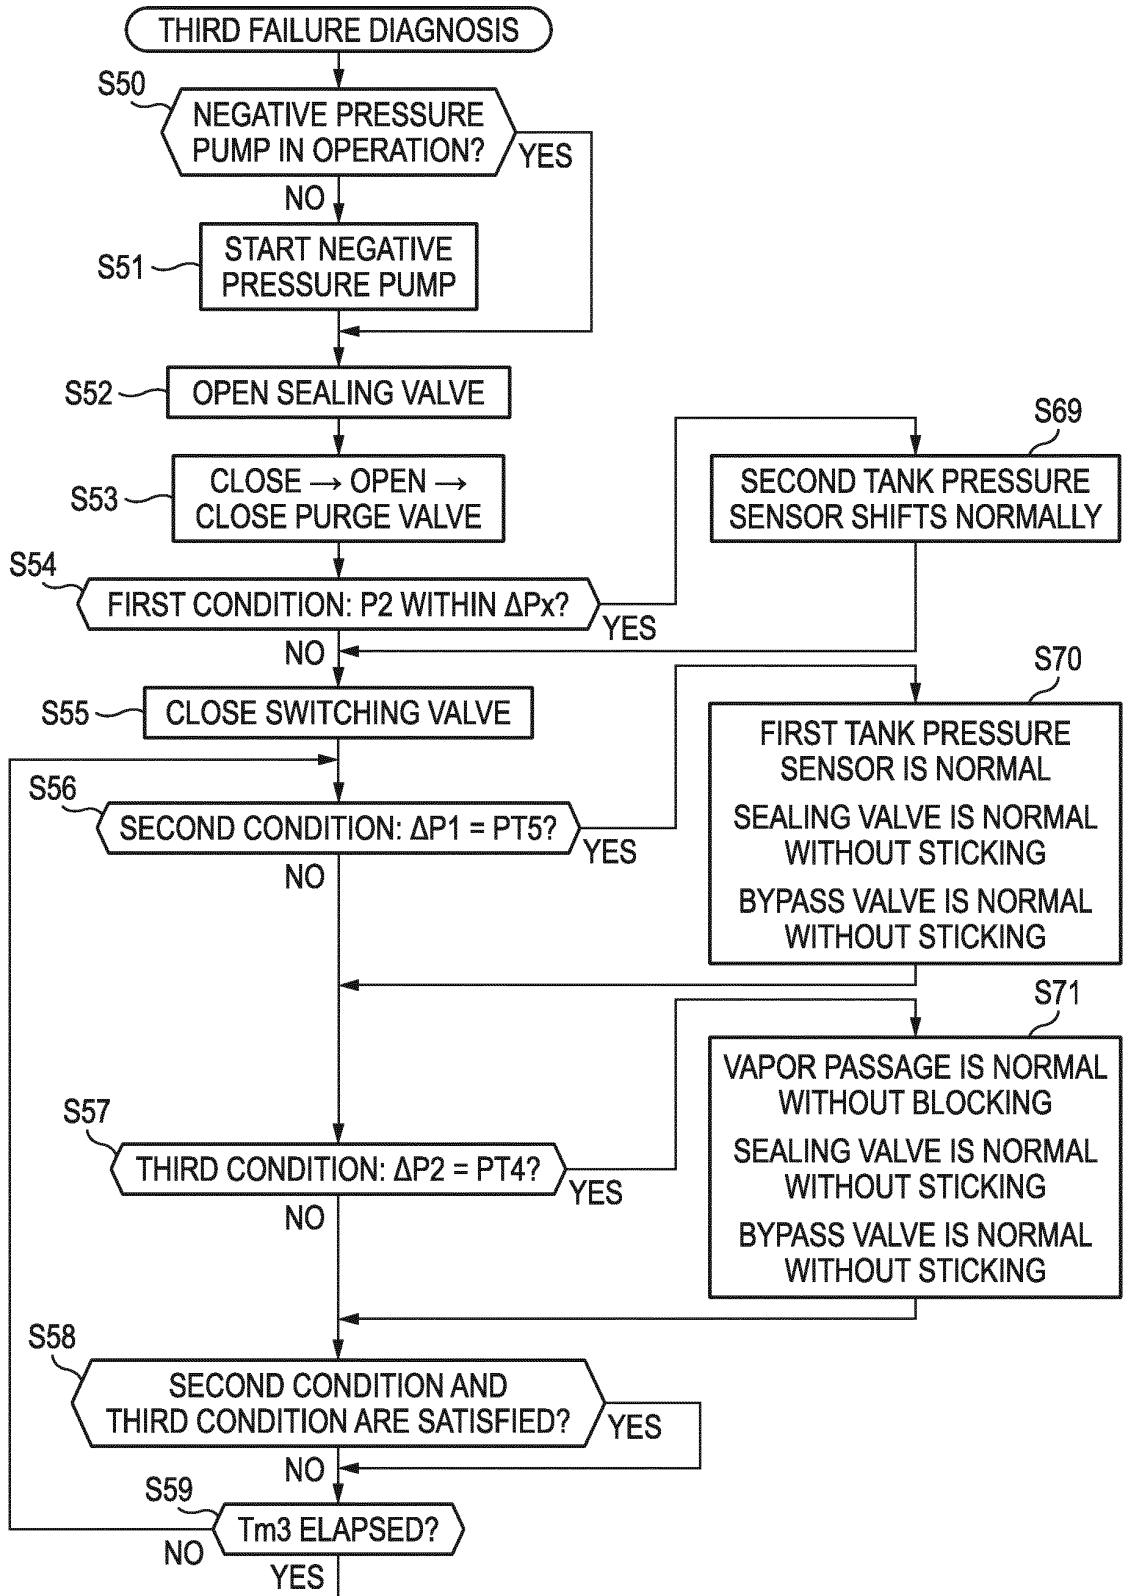 THIRD FAILURE DIAGNOSIS
S50
NEGATIVE PRESSURE
PUMP IN OPERATION?
YES
NO
S51
START NEGATIVE
PRESSURE PUMP
S52
OPEN SEALING VALVE
S53
CLOSE → OPEN →
CLOSE PURGE VALVE
S69
SECOND TANK PRESSURE
SENSOR SHIFTS NORMALLY
S54
FIRST CONDITION: P2 WITHIN ΔPx?
YES
NO
S55
CLOSE SWITCHING VALVE
S70
FIRST TANK PRESSURE
SENSOR IS NORMAL
SEALING VALVE IS NORMAL
WITHOUT STICKING
BYPASS VALVE IS NORMAL
WITHOUT STICKING
S56
SECOND CONDITION: ΔP1 = PT5?
YES
NO
S71
VAPOR PASSAGE IS NORMAL
WITHOUT BLOCKING
SEALING VALVE IS NORMAL
WITHOUT STICKING
BYPASS VALVE IS NORMAL
WITHOUT STICKING
S57
THIRD CONDITION: ΔP2 = PT4?
YES
NO
S58
SECOND CONDITION AND
THIRD CONDITION ARE SATISFIED?
YES
NO
S59
Tm3 ELAPSED?
NO
YES